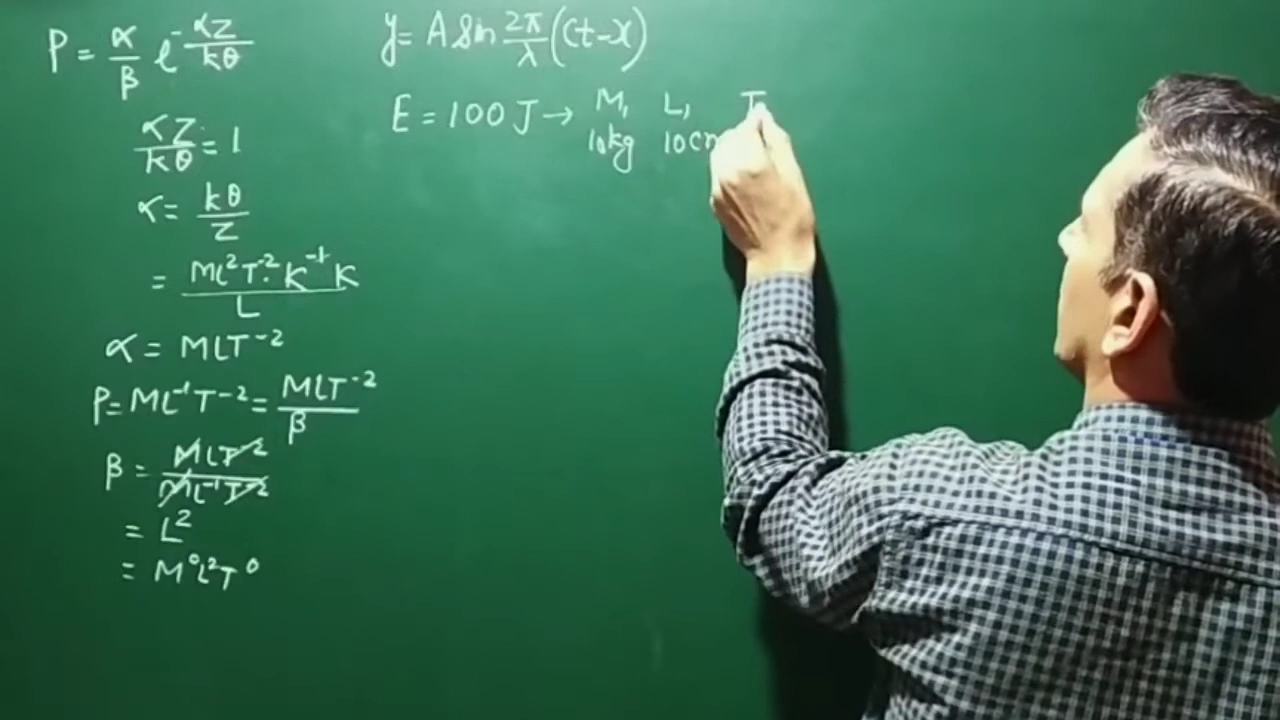 P = α/β e^-αZ/kθ
αZ/kθ = 1
α = kθ/Z
= ML²T⁻²K⁻¹K/L
α = MLT⁻²
P = ML⁻¹T⁻² = MLT⁻²/β
β = MLT⁻²/ML⁻¹T⁻²
= L²
= M⁰L²T⁰
y = A Sin 2π/λ (ct-x)
E = 100 J → M₁ L₁ T
10kg 10cm